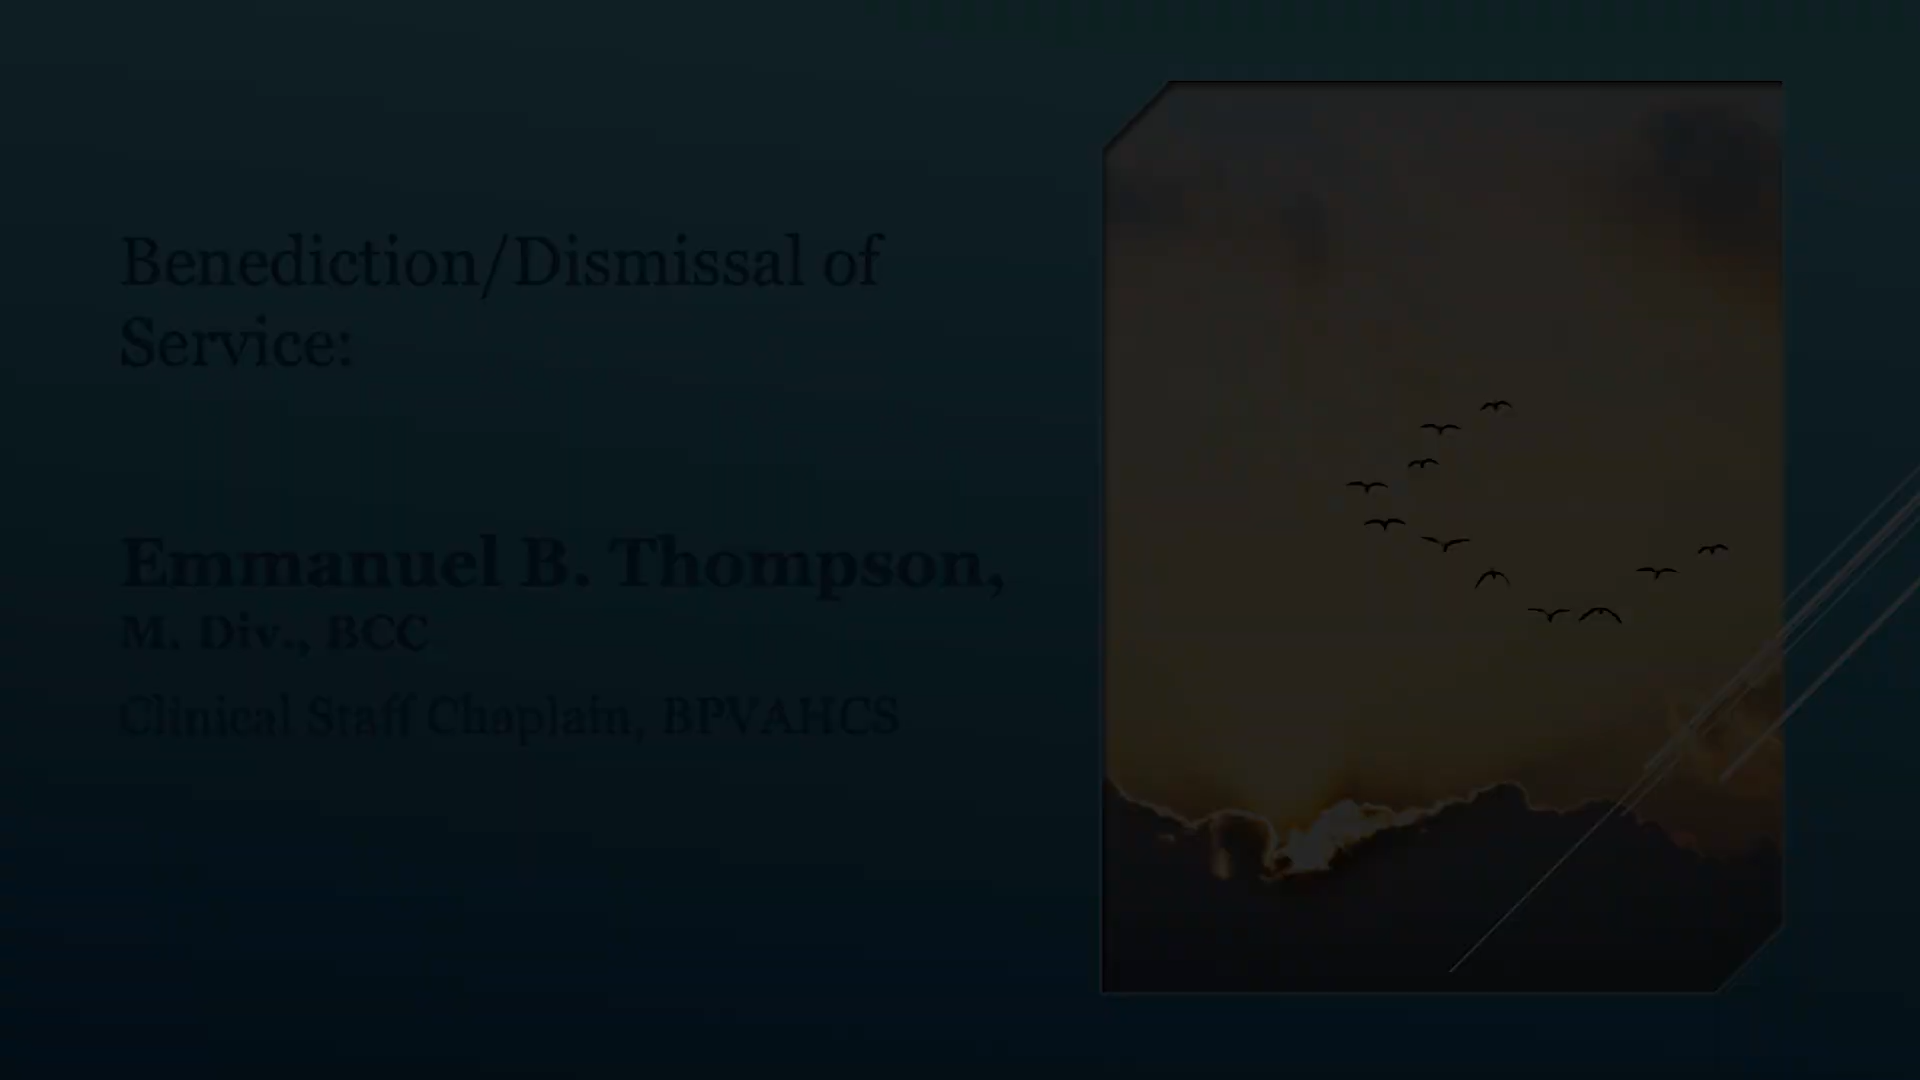 Benediction/Dismissal of
Service:
Emmanuel B. Thompson,
M. Div., BCC
Clinical Staff Chaplain, BPVAHCS